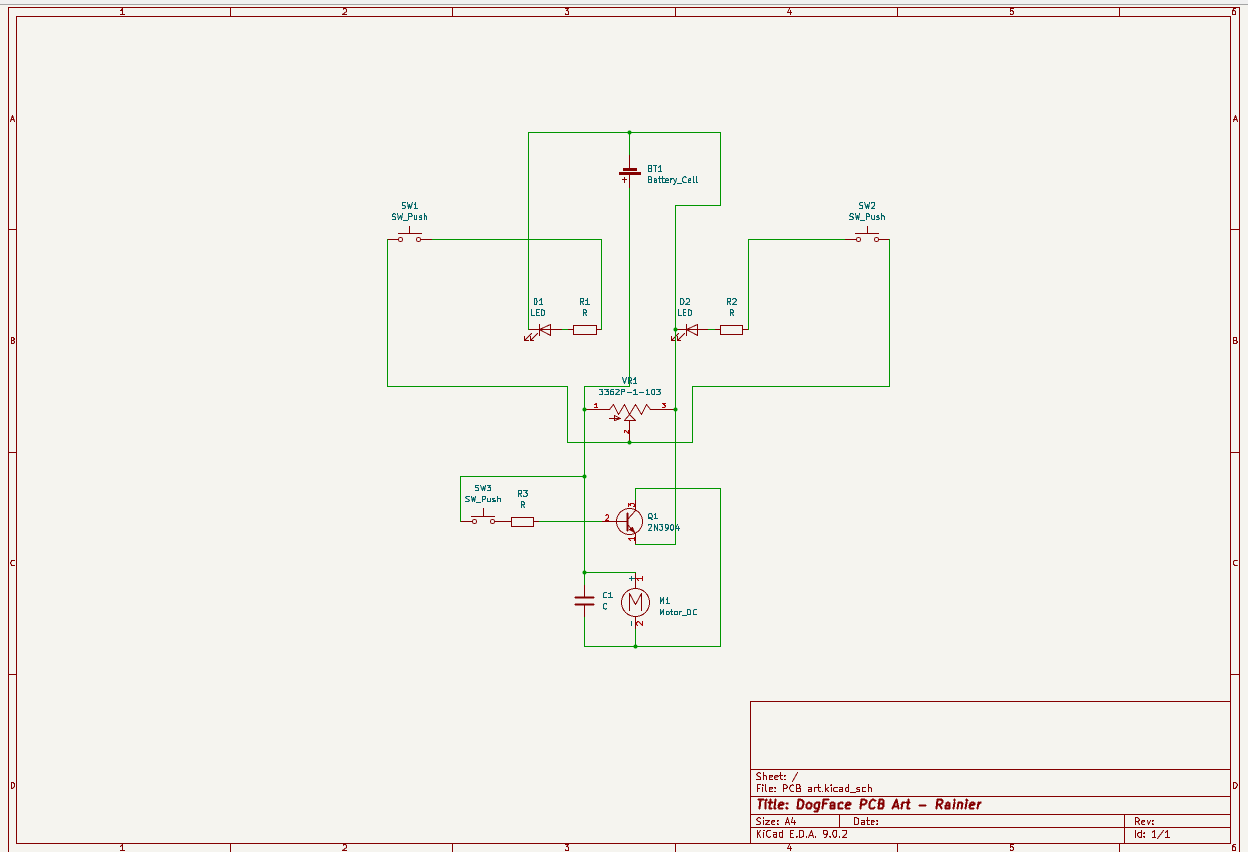 1 2 3 4 5 6
A A
BT1
Battery_Cell
+
SW1
SW_Push
SW2
SW_Push
D1
LED
R1
R
D2
LED
R2
R
B B
VR1
3362P-1-103
1 3
2
SW3
SW_Push
R3
R
3
2
Q1
2N3904
1
C C
+ 1
C1
C
M
M1
Motor_DC
- 2
Sheet: /
File: PCB art.kicad_sch
D D
Title: DogFace PCB Art – Rainier
Size: A4 Date: Rev:
KiCad E.D.A. 9.0.2 Id: 1/1
1 2 3 4 5 6